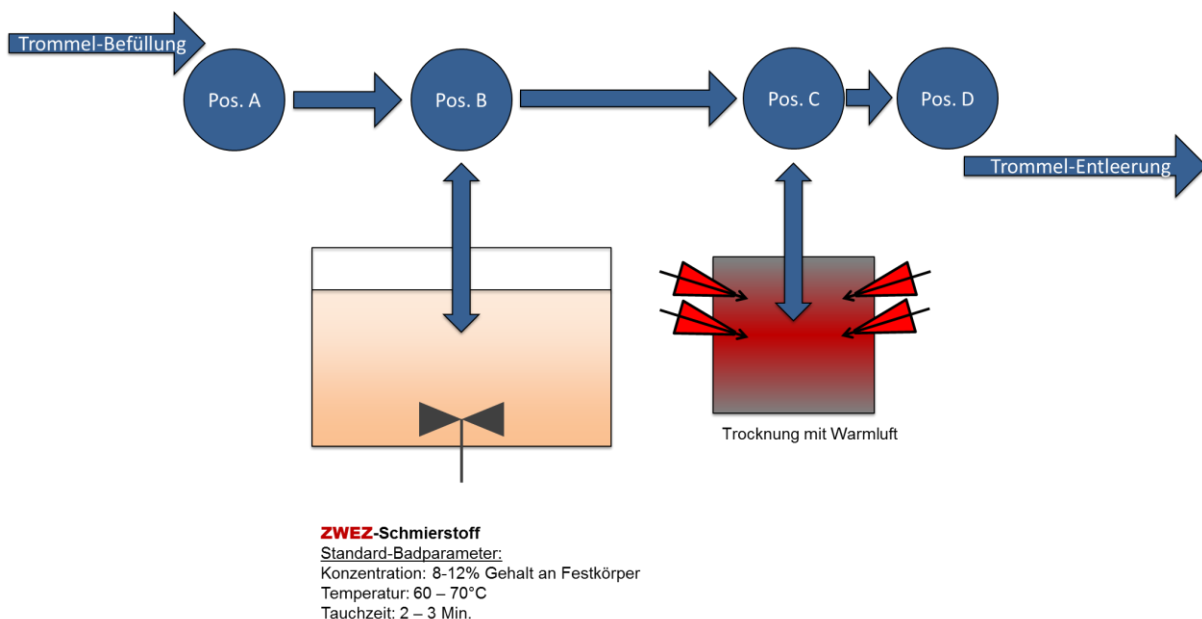 Trommel-Befüllung
Pos. A
Pos. B
Pos. C
Pos. D
Trommel-Entleerung
Trocknung mit Warmluft
ZWEZ-Schmierstoff
Standard-Badparameter:
Konzentration: 8-12% Gehalt an Festkörper
Temperatur: 60 – 70°C
Tauchzeit: 2 – 3 Min.